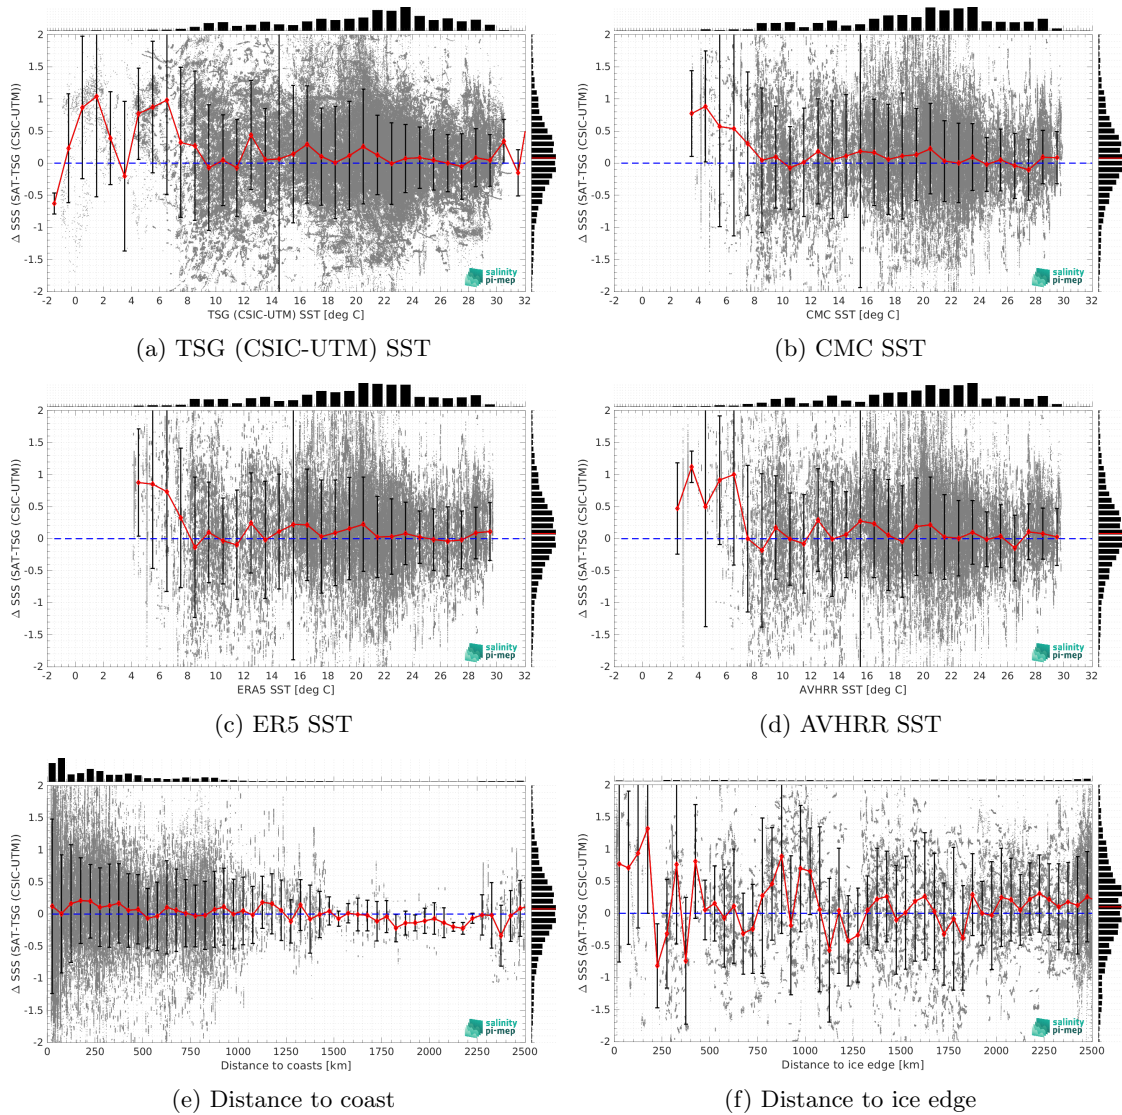 2
1.5
1
0.5
0
-0.5
-1
-1.5
-2
Δ SSS (SAT-TSG (CSIC-UTM))
-2 0 2 4 6 8 10 12 14 16 18 20 22 24 26 28 30 32
TSG (CSIC-UTM) SST [deg C]
salinity
pi-mep
(a) TSG (CSIC-UTM) SST
2
1.5
1
0.5
0
-0.5
-1
-1.5
-2
Δ SSS (SAT-TSG (CSIC-UTM))
-2 0 2 4 6 8 10 12 14 16 18 20 22 24 26 28 30 32
CMC SST [deg C]
salinity
pi-mep
(b) CMC SST
2
1.5
1
0.5
0
-0.5
-1
-1.5
-2
Δ SSS (SAT-TSG (CSIC-UTM))
-2 0 2 4 6 8 10 12 14 16 18 20 22 24 26 28 30 32
ERA5 SST [deg C]
salinity
pi-mep
(c) ER5 SST
2
1.5
1
0.5
0
-0.5
-1
-1.5
-2
Δ SSS (SAT-TSG (CSIC-UTM))
-2 0 2 4 6 8 10 12 14 16 18 20 22 24 26 28 30 32
AVHRR SST [deg C]
salinity
pi-mep
(d) AVHRR SST
2
1.5
1
0.5
0
-0.5
-1
-1.5
-2
Δ SSS (SAT-TSG (CSIC-UTM))
0 250 500 750 1000 1250 1500 1750 2000 2250 2500
Distance to coasts [km]
salinity
pi-mep
(e) Distance to coast
2
1.5
1
0.5
0
-0.5
-1
-1.5
-2
Δ SSS (SAT-TSG (CSIC-UTM))
0 250 500 750 1000 1250 1500 1750 2000 2250 2500
Distance to ice edge [km]
salinity
pi-mep
(f) Distance to ice edge